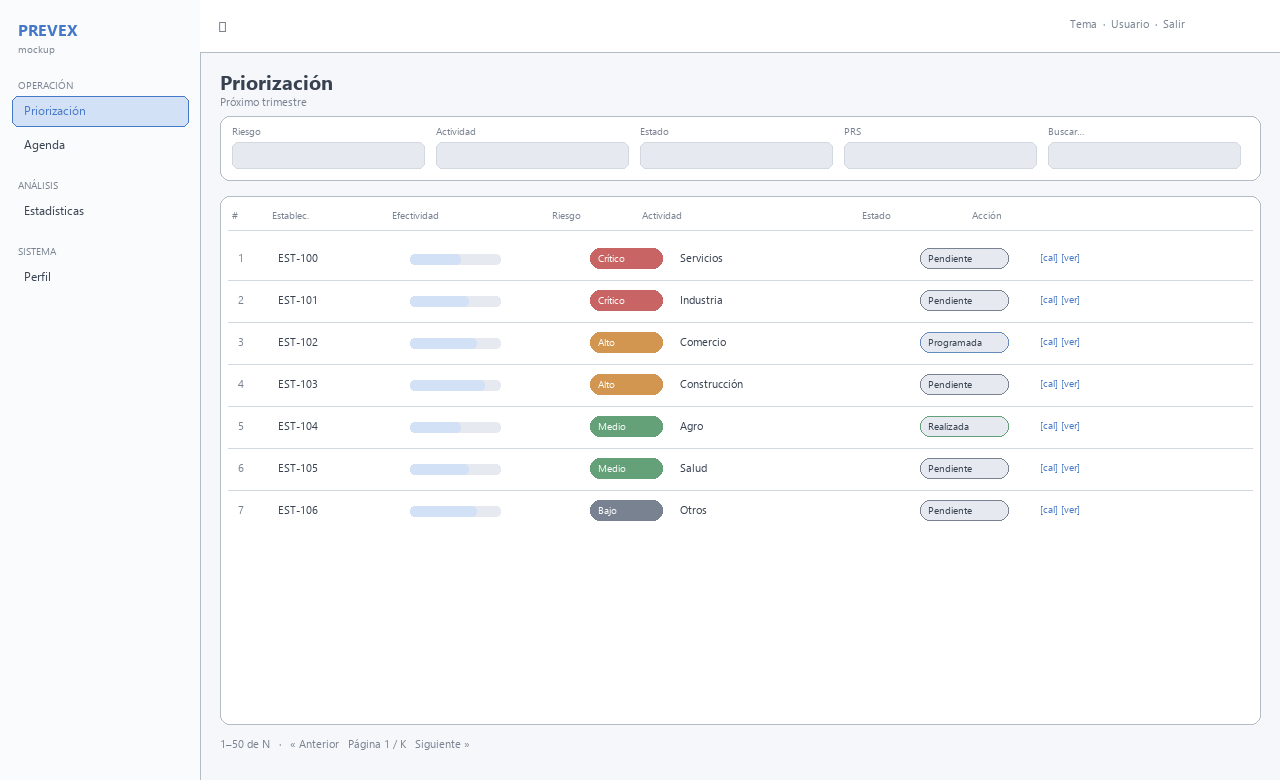 PREVEX
mockup
OPERACIÓN
Priorización
Agenda
ANÁLISIS
Estadísticas
SISTEMA
Perfil
Tema · Usuario · Salir
Priorización
Próximo trimestre
Riesgo Actividad Estado PRS Buscar...
# Establec. Efectividad Riesgo Actividad Estado Acción
1 EST-100 Crítico Servicios Pendiente [cal] [ver]
2 EST-101 Crítico Industria Pendiente [cal] [ver]
3 EST-102 Alto Comercio Programada [cal] [ver]
4 EST-103 Alto Construcción Pendiente [cal] [ver]
5 EST-104 Medio Agro Realizada [cal] [ver]
6 EST-105 Medio Salud Pendiente [cal] [ver]
7 EST-106 Bajo Otros Pendiente [cal] [ver]
1–50 de N · « Anterior Página 1 / K Siguiente »